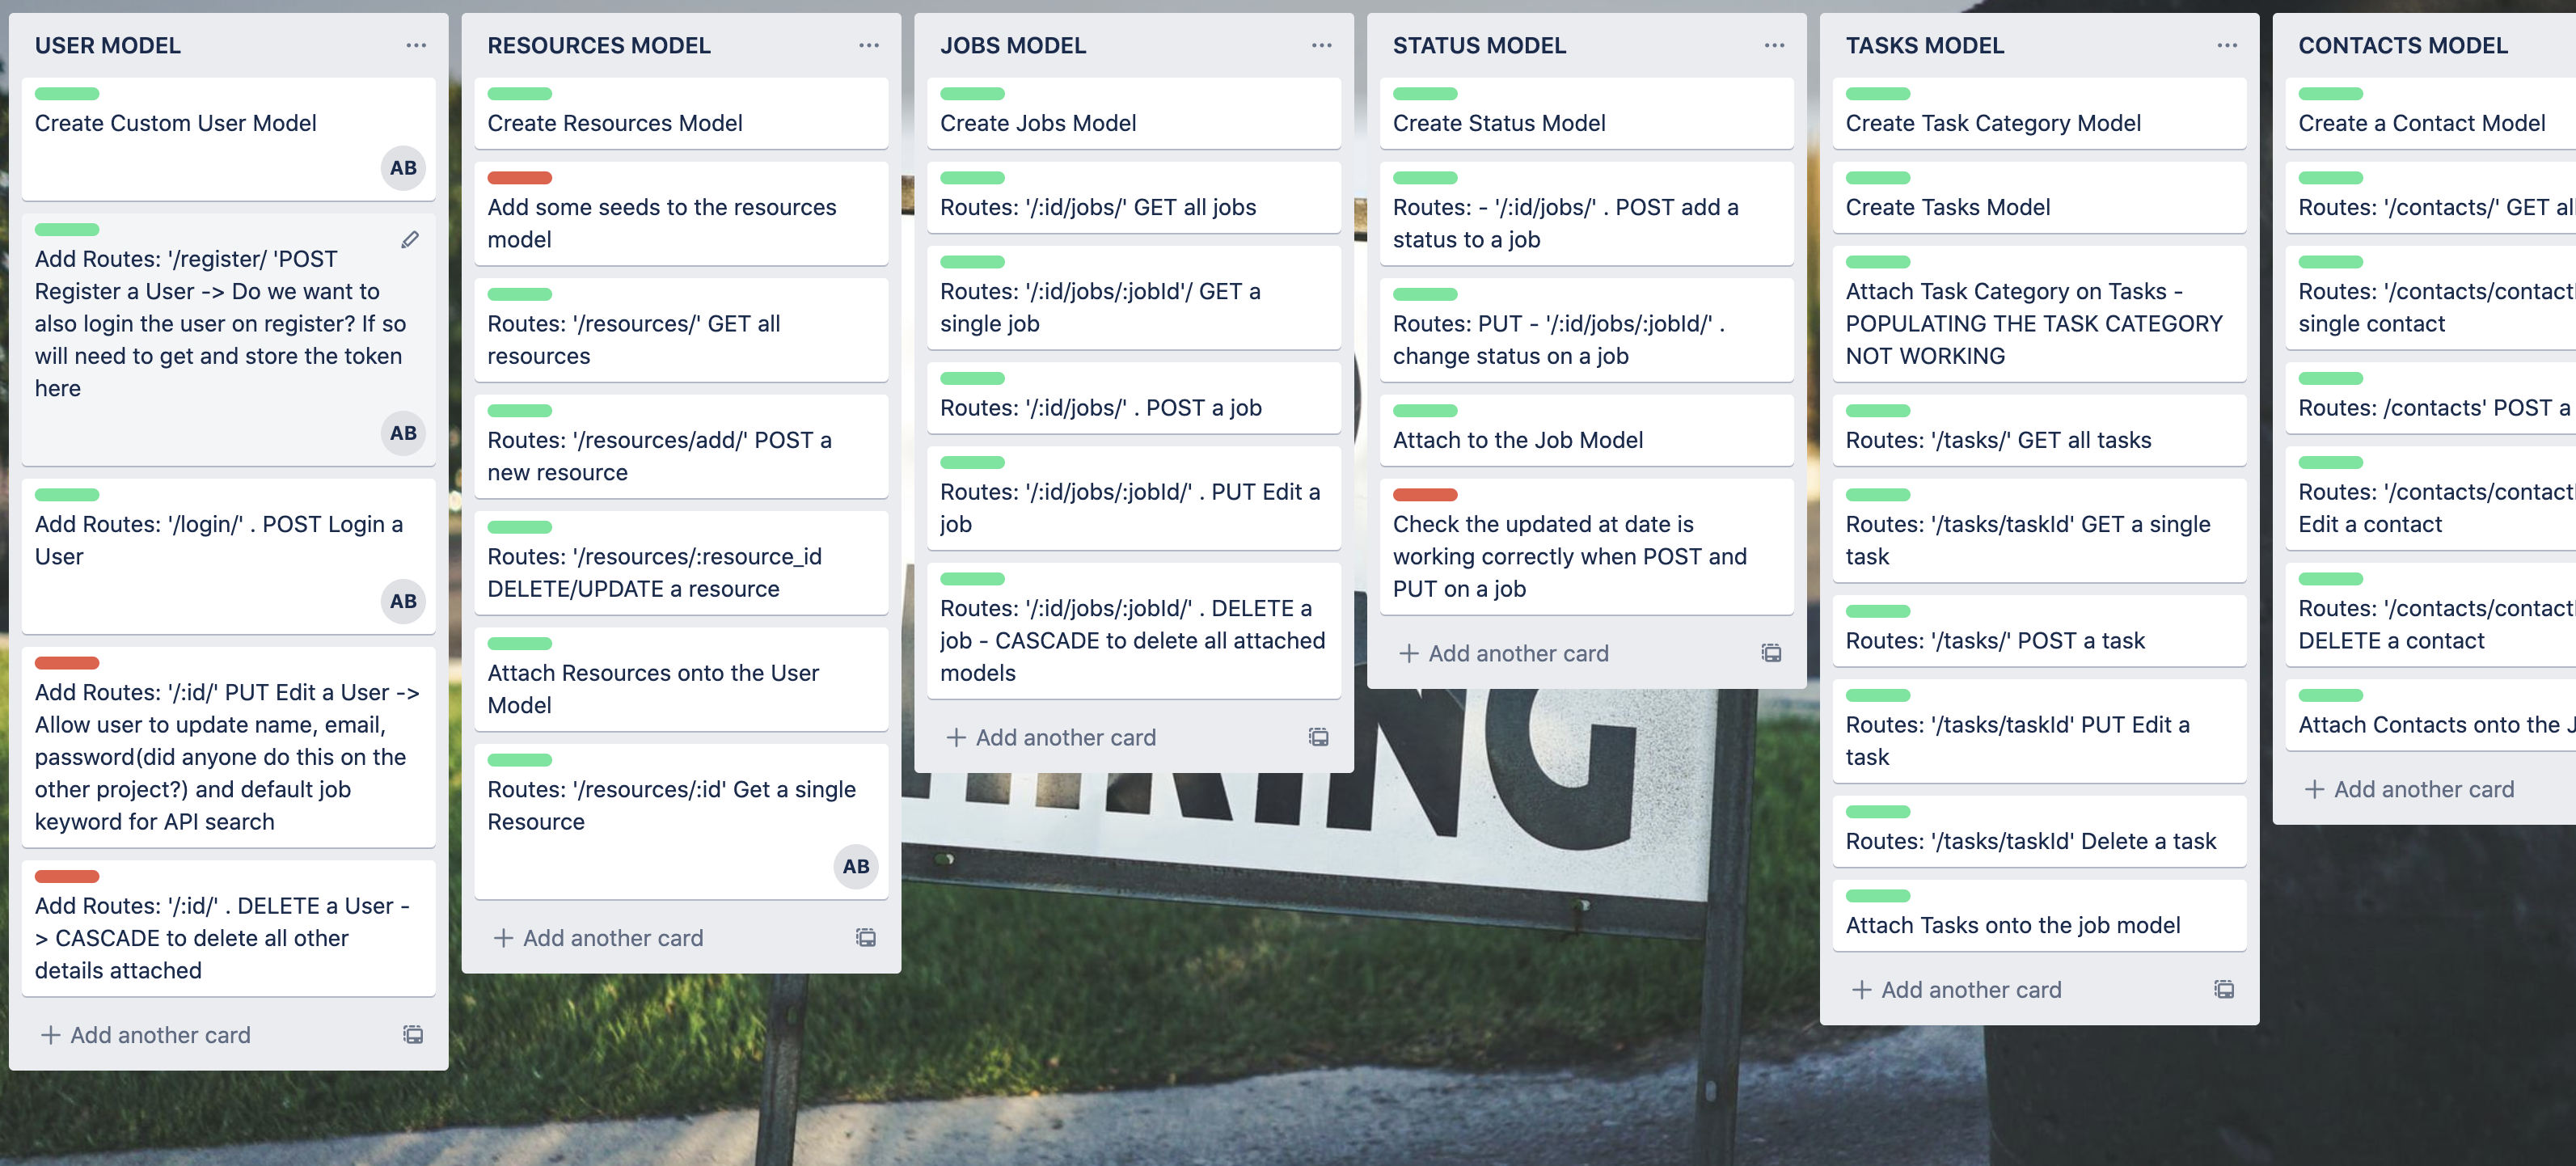 USER MODEL
Create Custom User Model
AB
Add Routes: '/register/ 'POST
Register a User -> Do we want to
also login the user on register? If so
will need to get and store the token
here
AB
Add Routes: '/login/' . POST Login a
User
AB
Add Routes: '/:id/' PUT Edit a User ->
Allow user to update name, email,
password(did anyone do this on the
other project?) and default job
keyword for API search
Add Routes: '/:id/' . DELETE a User -
> CASCADE to delete all other
details attached
Add another card
RESOURCES MODEL
Create Resources Model
Add some seeds to the resources
model
Routes: '/resources/' GET all
resources
Routes: '/resources/add/' POST a
new resource
Routes: '/resources/:resource_id
DELETE/UPDATE a resource
Attach Resources onto the User
Model
Routes: '/resources/:id' Get a single
Resource
AB
Add another card
JOBS MODEL
Create Jobs Model
Routes: '/:id/jobs/' GET all jobs
Routes: '/:id/jobs/:jobId'/ GET a
single job
Routes: '/:id/jobs/' . POST a job
Routes: '/:id/jobs/:jobId/' . PUT Edit a
job
Routes: '/:id/jobs/:jobId/' . DELETE a
job - CASCADE to delete all attached
models
Add another card
STATUS MODEL
Create Status Model
Routes: - '/:id/jobs/' . POST add a
status to a job
Routes: PUT - '/:id/jobs/:jobId/' .
change status on a job
Attach to the Job Model
Check the updated at date is
working correctly when POST and
PUT on a job
Add another card
TASKS MODEL
Create Task Category Model
Create Tasks Model
Attach Task Category on Tasks -
POPULATING THE TASK CATEGORY
NOT WORKING
Routes: '/tasks/' GET all tasks
Routes: '/tasks/taskId' GET a single
task
Routes: '/tasks/' POST a task
Routes: '/tasks/taskId' PUT Edit a
task
Routes: '/tasks/taskId' Delete a task
Attach Tasks onto the job model
Add another card
CONTACTS MODEL
Create a Contact Model
Routes: '/contacts/' GET
Routes: '/contacts/contact
single contact
Routes: /contacts' POST a
Routes: '/contacts/contact
Edit a contact
Routes: '/contacts/contact
DELETE a contact
Attach Contacts onto the
Add another card